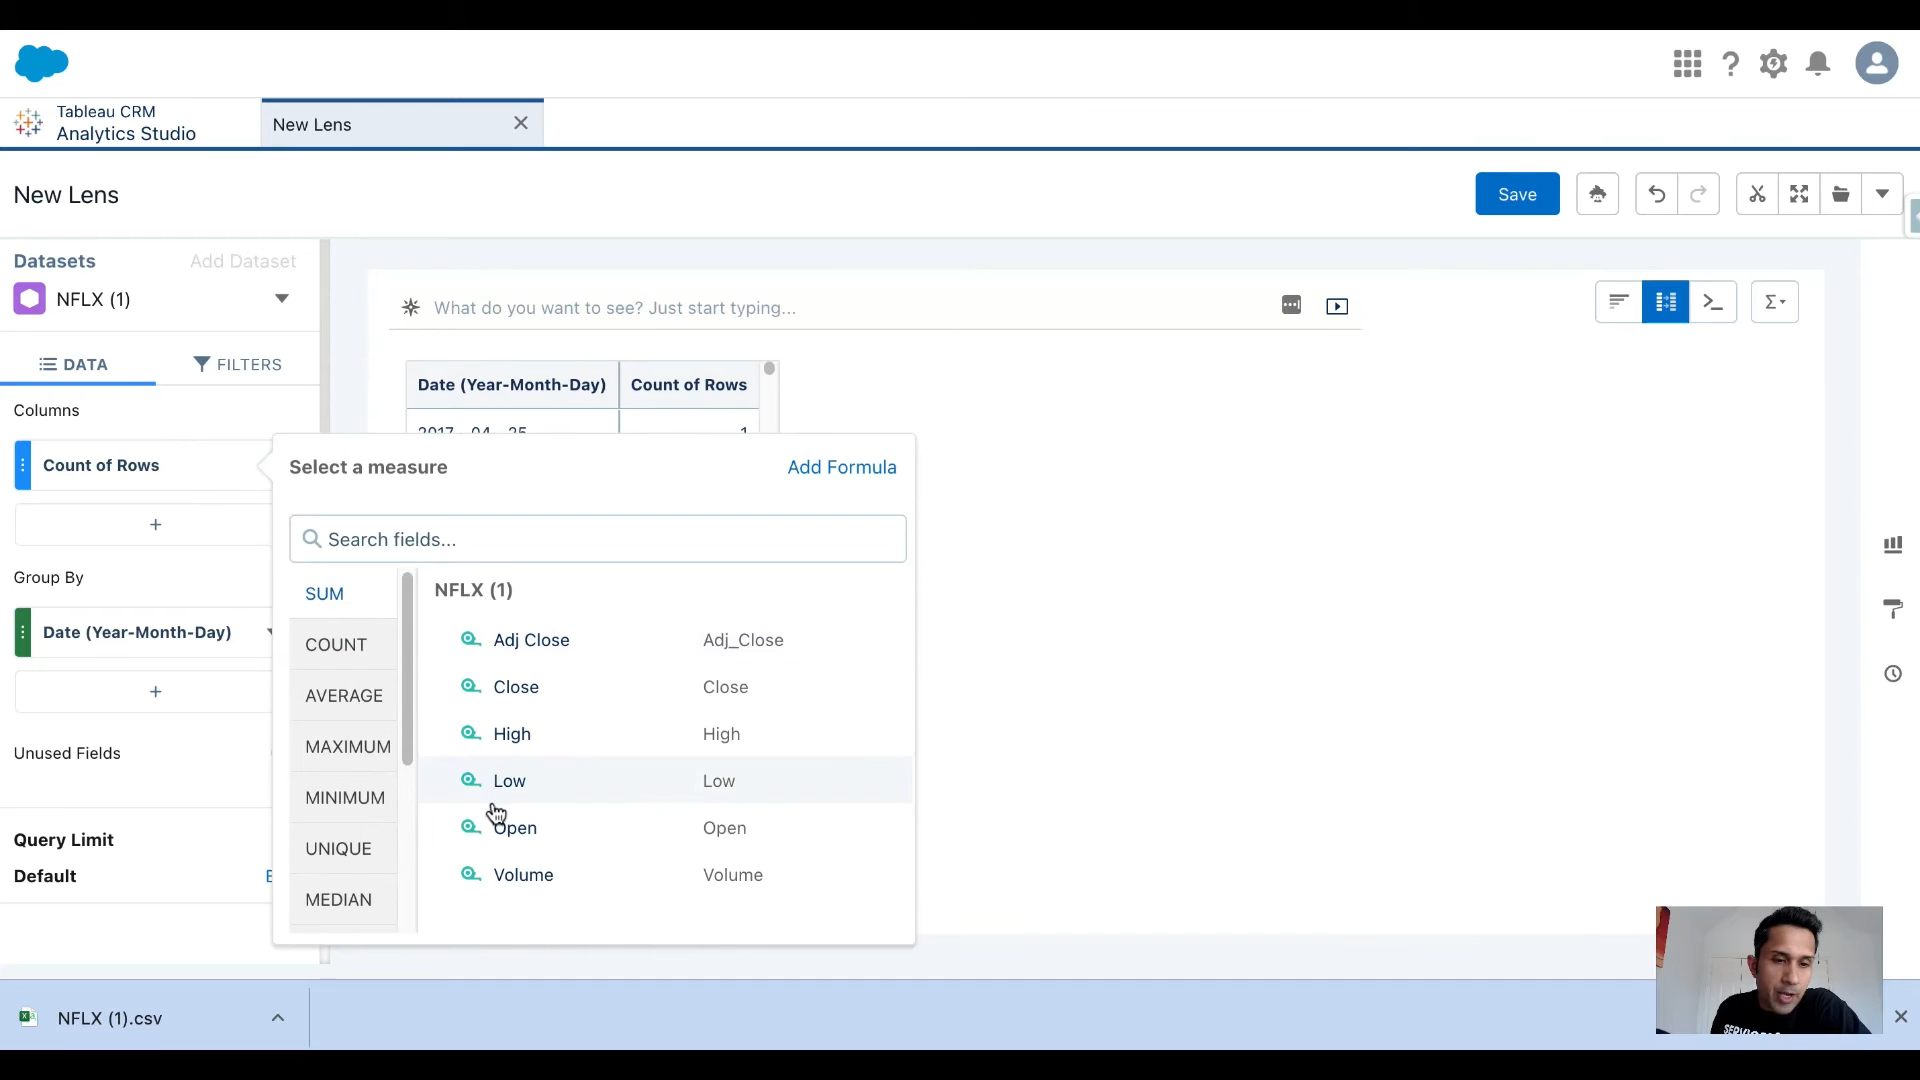 Tableau CRM
Analytics Studio
New Lens
New Lens
Save
Datasets
Add Dataset
NFLX (1)
What do you want to see? Just start typing...
DATA
FILTERS
Date (Year-Month-Day)
Count of Rows
Columns
2017 - 04 - 25
1
Count of Rows
Select a measure
Add Formula
+
Search fields...
Group By
SUM
NFLX (1)
Date (Year-Month-Day)
COUNT
Adj Close
Adj_Close
+
AVERAGE
Close
Close
MAXIMUM
High
High
Unused Fields
MINIMUM
Low
Low
Query Limit
UNIQUE
Open
Open
Default
MEDIAN
Volume
Volume
NFLX (1).csv